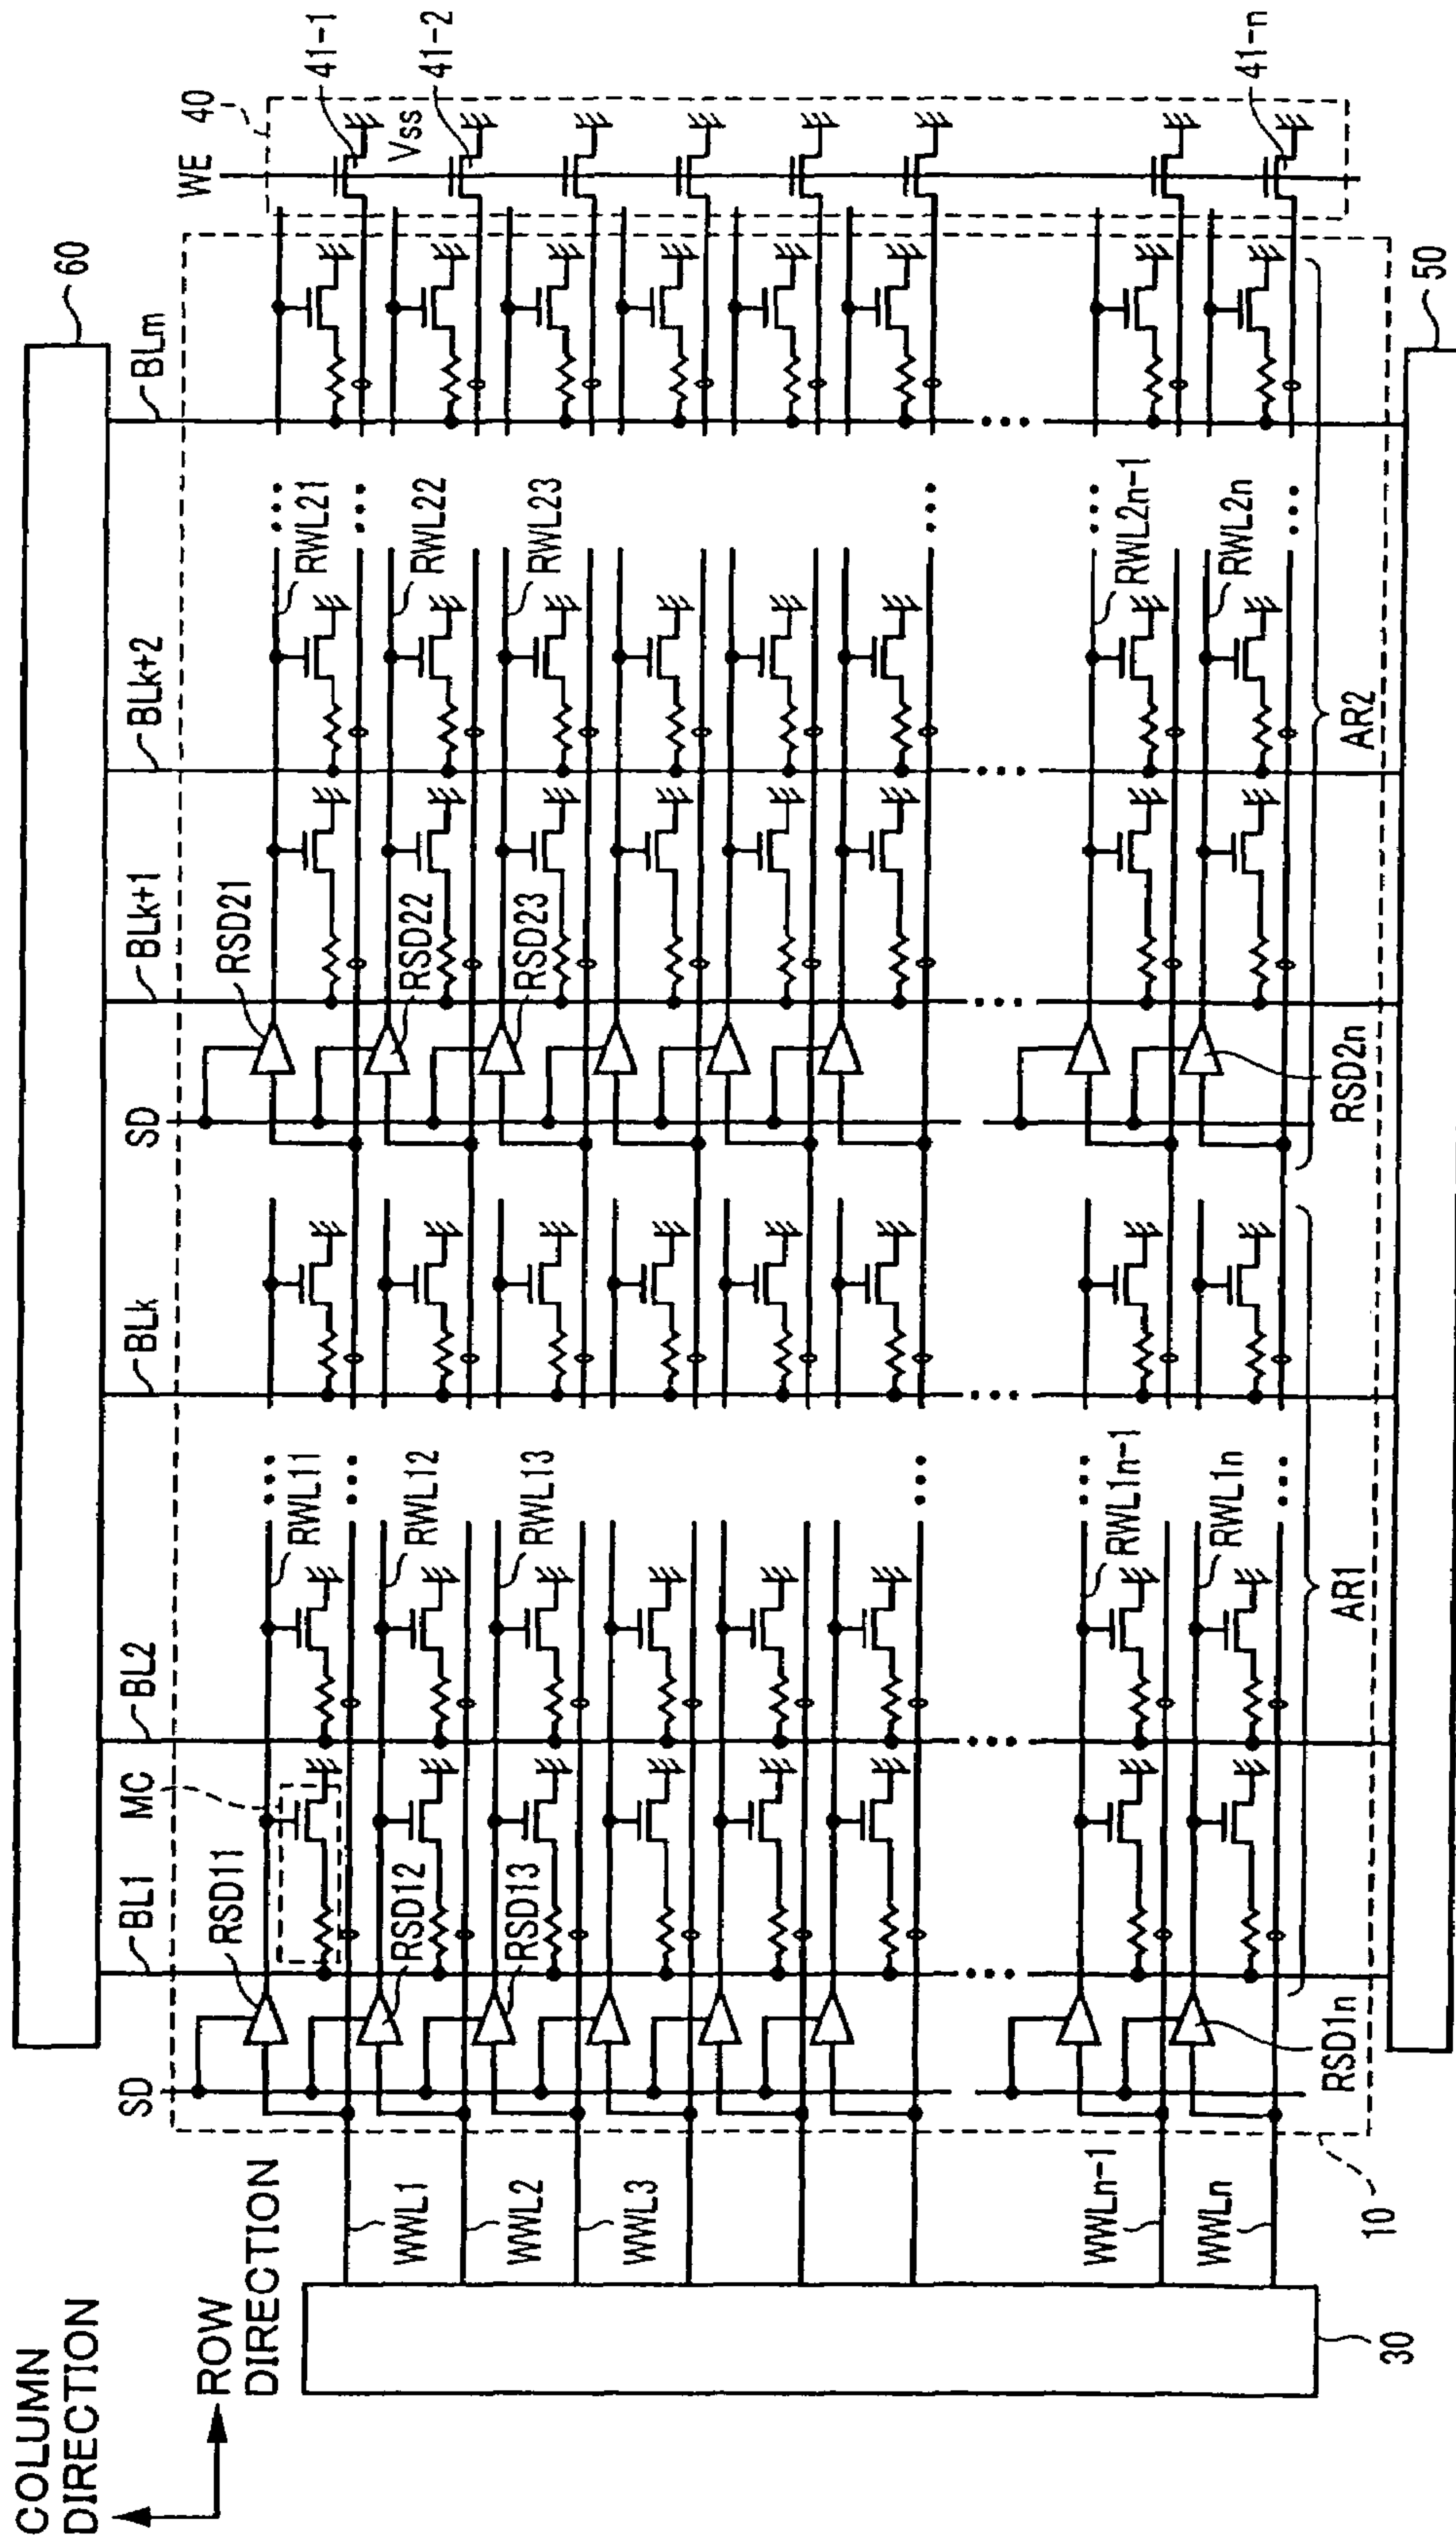 COLUMN
DIRECTION
ROW
DIRECTION
60
SD
BL1
MC
BL2
BLk
SD
BLk+1
BLk+2
BLm
WE
40
41-1
Vss
41-2
41-n
RSD11
RSD12
RSD13
RSD1n
RWL11
RWL12
RWL13
RWL1n-1
RWL1n
RSD21
RSD22
RSD23
RSD2n
RWL21
RWL22
RWL23
RWL2n-1
RWL2n
WWL1
WWL2
WWL3
WWLn-1
WWLn
AR1
AR2
10
30
50